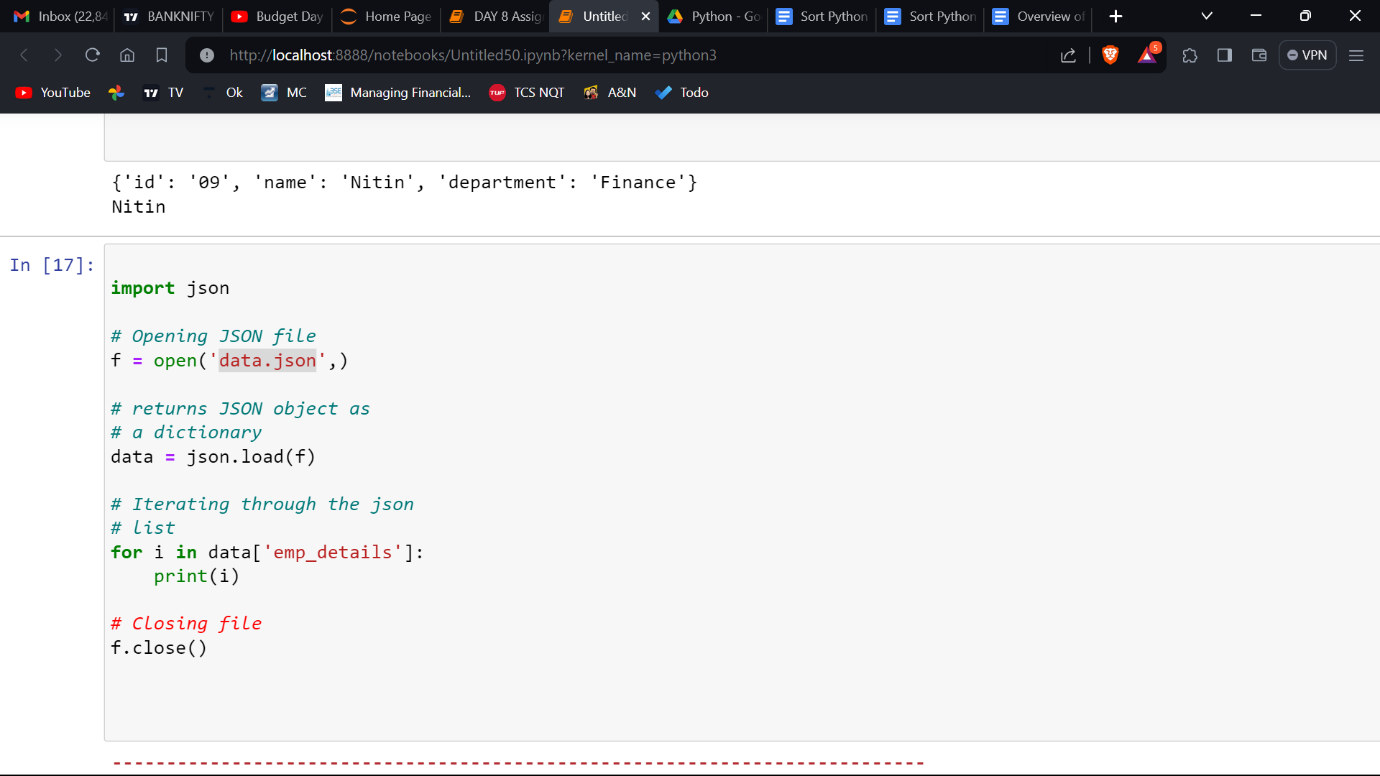 Inbox (22,84
BANKNIFTY
Budget Day
Home Page
DAY 8 Assig
Untitled
Python - Go
Sort Python
Sort Python
Overview of
http://localhost:8888/notebooks/Untitled50.ipynb?kernel_name=python3
5
VPN
YouTube
TV
Ok
MC
Managing Financial...
TCS NQT
A&N
Todo
{'id': '09', 'name': 'Nitin', 'department': 'Finance'}
Nitin
In [17]:
import json
# Opening JSON file
f = open('data.json',)
# returns JSON object as
# a dictionary
data = json.load(f)
# Iterating through the json
# list
for i in data['emp_details']:
print(i)
# Closing file
f.close()
---------------------------------------------------------------------------